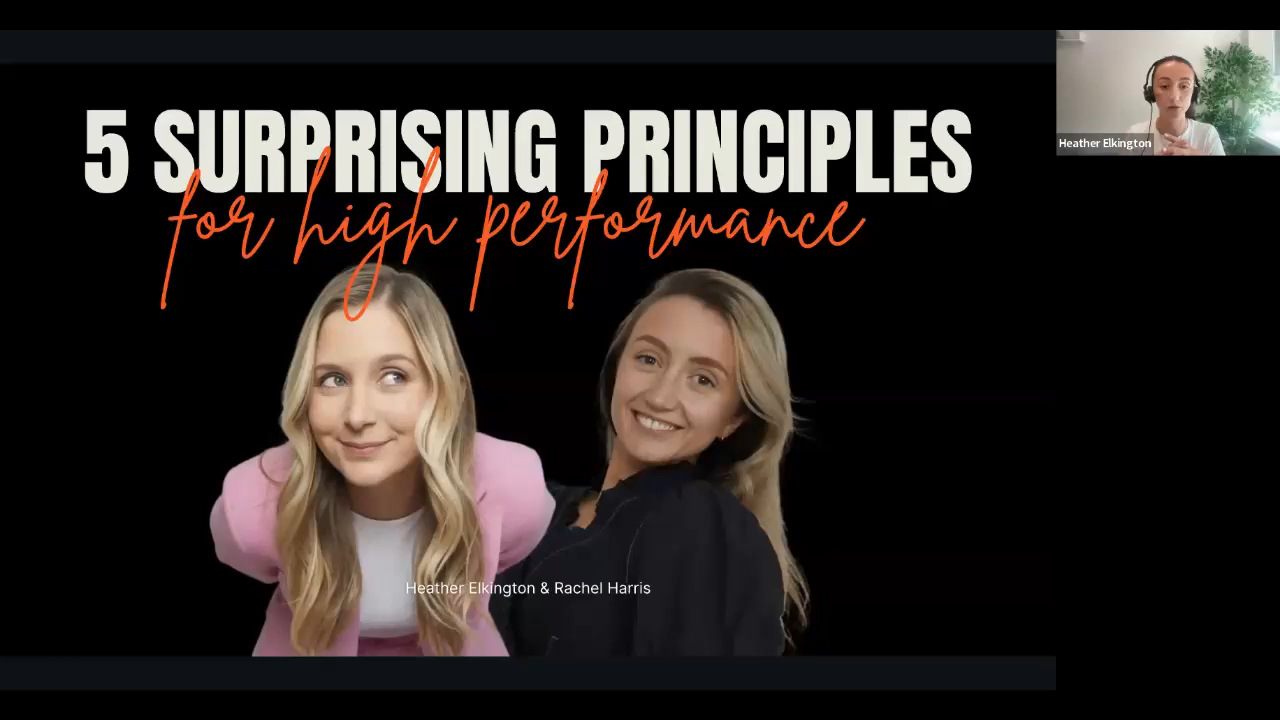 5 SURPRISING PRINCIPLES
for high performance
Heather Elkington & Rachel Harris
Heather Elkington